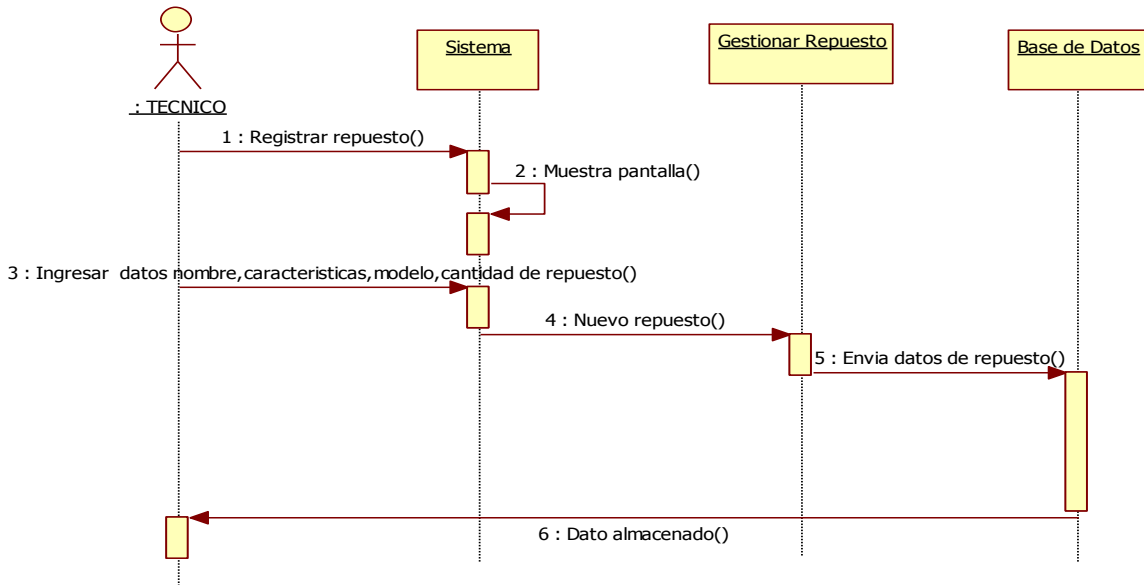 Sistema
Gestionar Repuesto
Base de Datos
: TECNICO
1 : Registrar repuesto()
2 : Muestra pantalla()
3 : Ingresar  datos nombre,caracteristicas,modelo,cantidad de repuesto()
4 : Nuevo repuesto()
5 : Envia datos de repuesto()
6 : Dato almacenado()